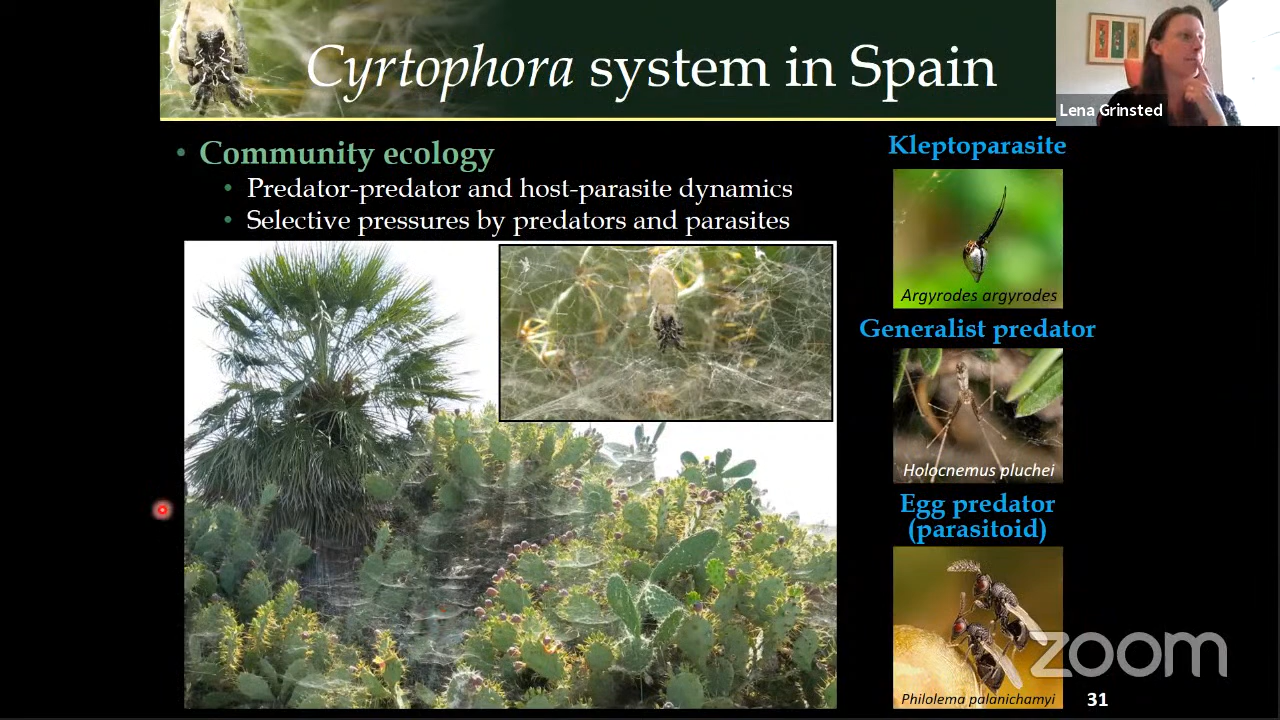 Cyrtophora system in Spain
Lena Grinsted
• Community ecology
• Predator-predator and host-parasite dynamics
• Selective pressures by predators and parasites
Kleptoparasite
Argyrodes argyrodes
Generalist predator
Holocnemus pluchei
Egg predator
(parasitoid)
Philolema palanichamyi
zoom
31